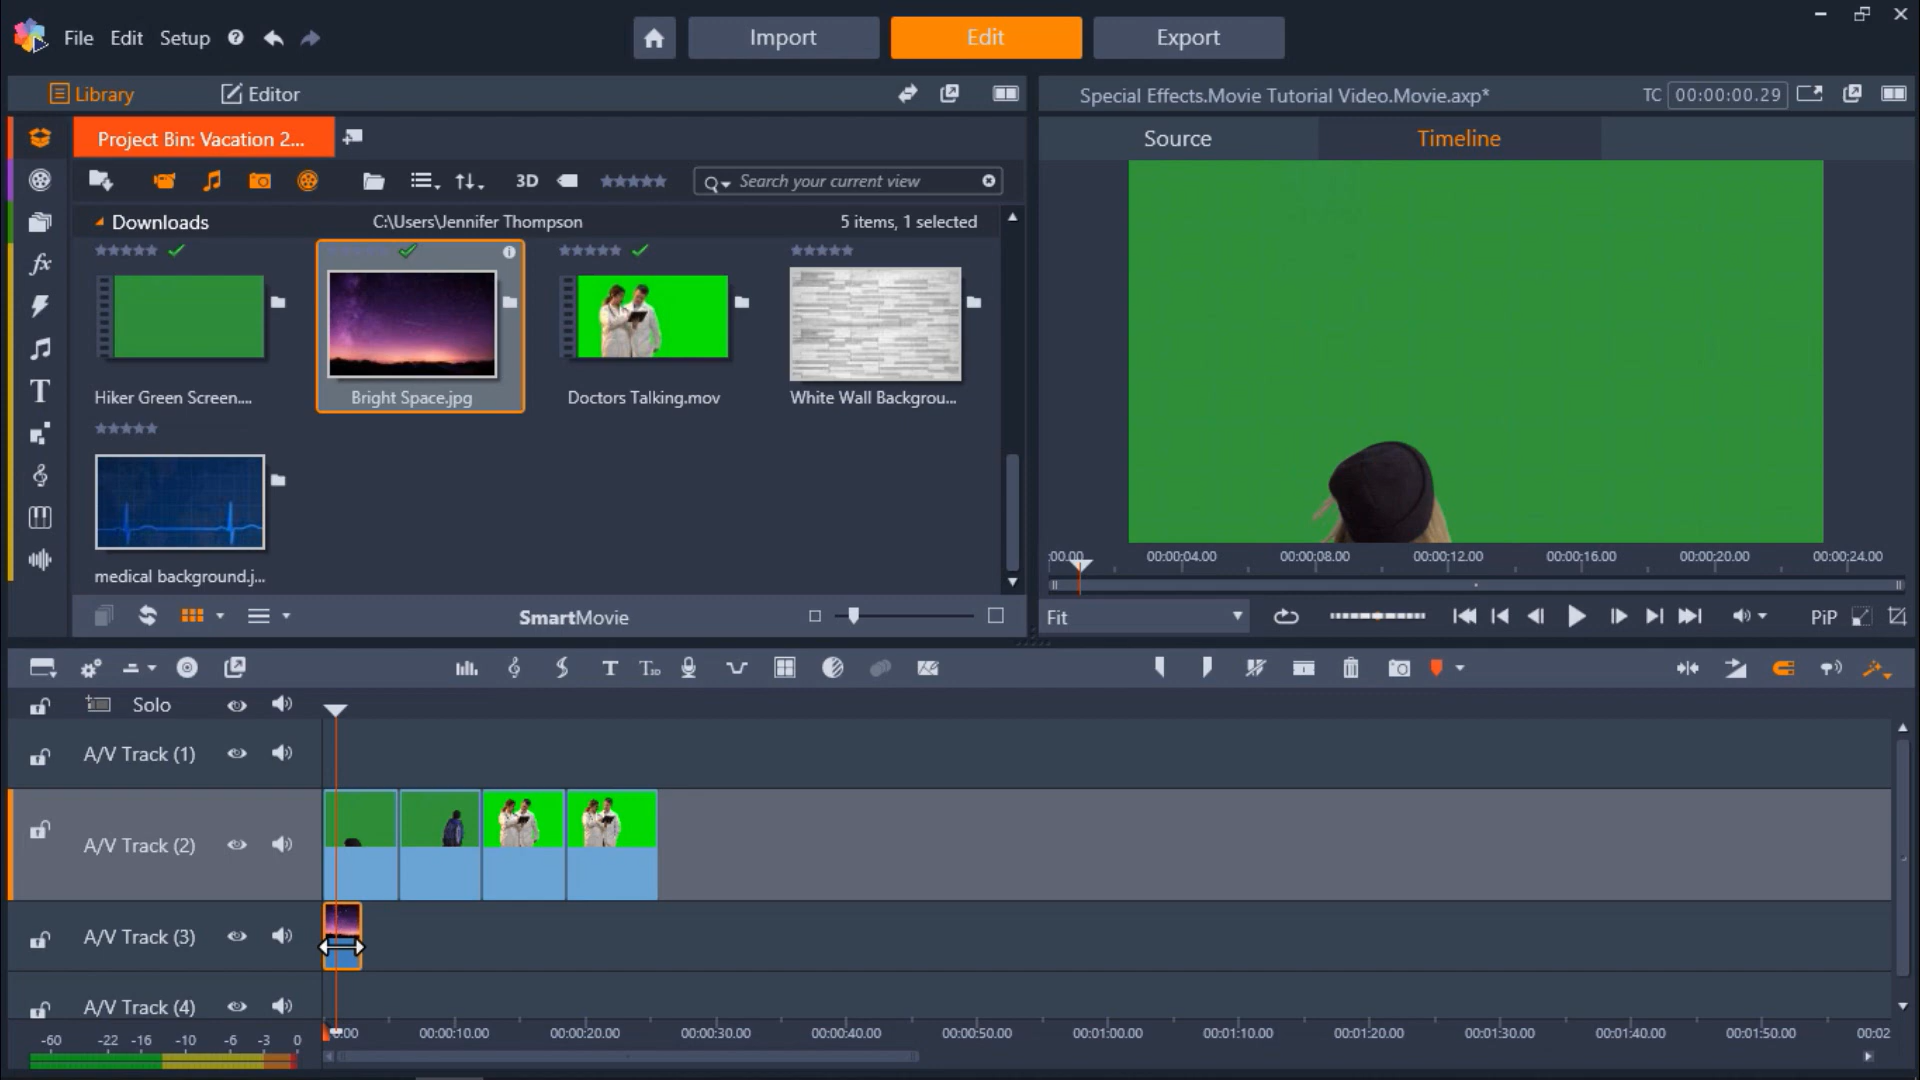 File Edit Setup
Import Edit Export
Library Editor
Special Effects.Movie Tutorial Video.Movie.axp*
TC 00:00:00.29
Project Bin: Vacation 2...
Source Timeline
3D
Search your current view
Downloads C:\Users\Jennifer Thompson 5 items, 1 selected
Hiker Green Screen.... Bright Space.jpg Doctors Talking.mov White Wall Backgrou...
medical background.j...
:00.00 00:00:04.00 00:00:08.00 00:00:12.00 00:00:16.00 00:00:20.00 00:00:24.00
SmartMovie
Fit
PiP
Solo
A/V Track (1)
A/V Track (2)
A/V Track (3)
A/V Track (4)
-60 -22 -16 -10 -6 -3 0
:00.00 00:00:10.00 00:00:20.00 00:00:30.00 00:00:40.00 00:00:50.00 00:01:00.00 00:01:10.00 00:01:20.00 00:01:30.00 00:01:40.00 00:01:50.00 00:02